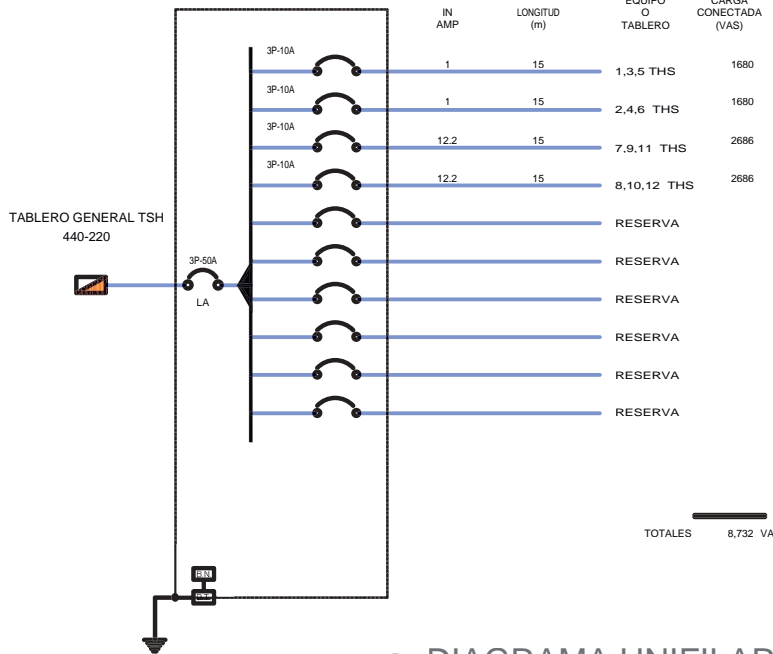 IN
AMP
LONGITUD
(m)
EQUIPO
O
TABLERO
CARGA
CONECTADA
(VAS)
3P-10A 1 15 1,3,5 THS 1680
3P-10A 1 15 2,4,6 THS 1680
3P-10A 12.2 15 7,9,11 THS 2686
3P-10A 12.2 15 8,10,12 THS 2686
TABLERO GENERAL TSH
440-220
3P-50A
LA
RESERVA
RESERVA
RESERVA
RESERVA
RESERVA
RESERVA
TOTALES 8,732 VA
B.N.
B.T.
DIAGRAMA UNIFILAR